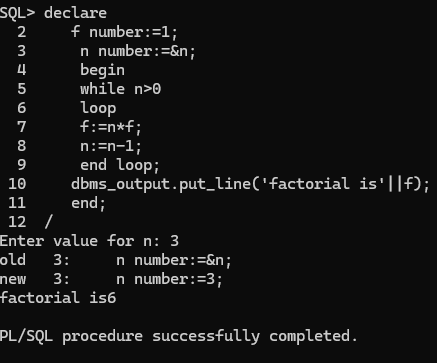 SQL> declare
  2      f number:=1;
  3       n number:=&n;
  4       begin
  5       while n>0
  6       loop
  7       f:=n*f;
  8       n:=n-1;
  9       end loop;
 10      dbms_output.put_line('factorial is'||f);
 11      end;
 12  /
Enter value for n: 3
old   3:      n number:=&n;
new   3:      n number:=3;
factorial is6
PL/SQL procedure successfully completed.